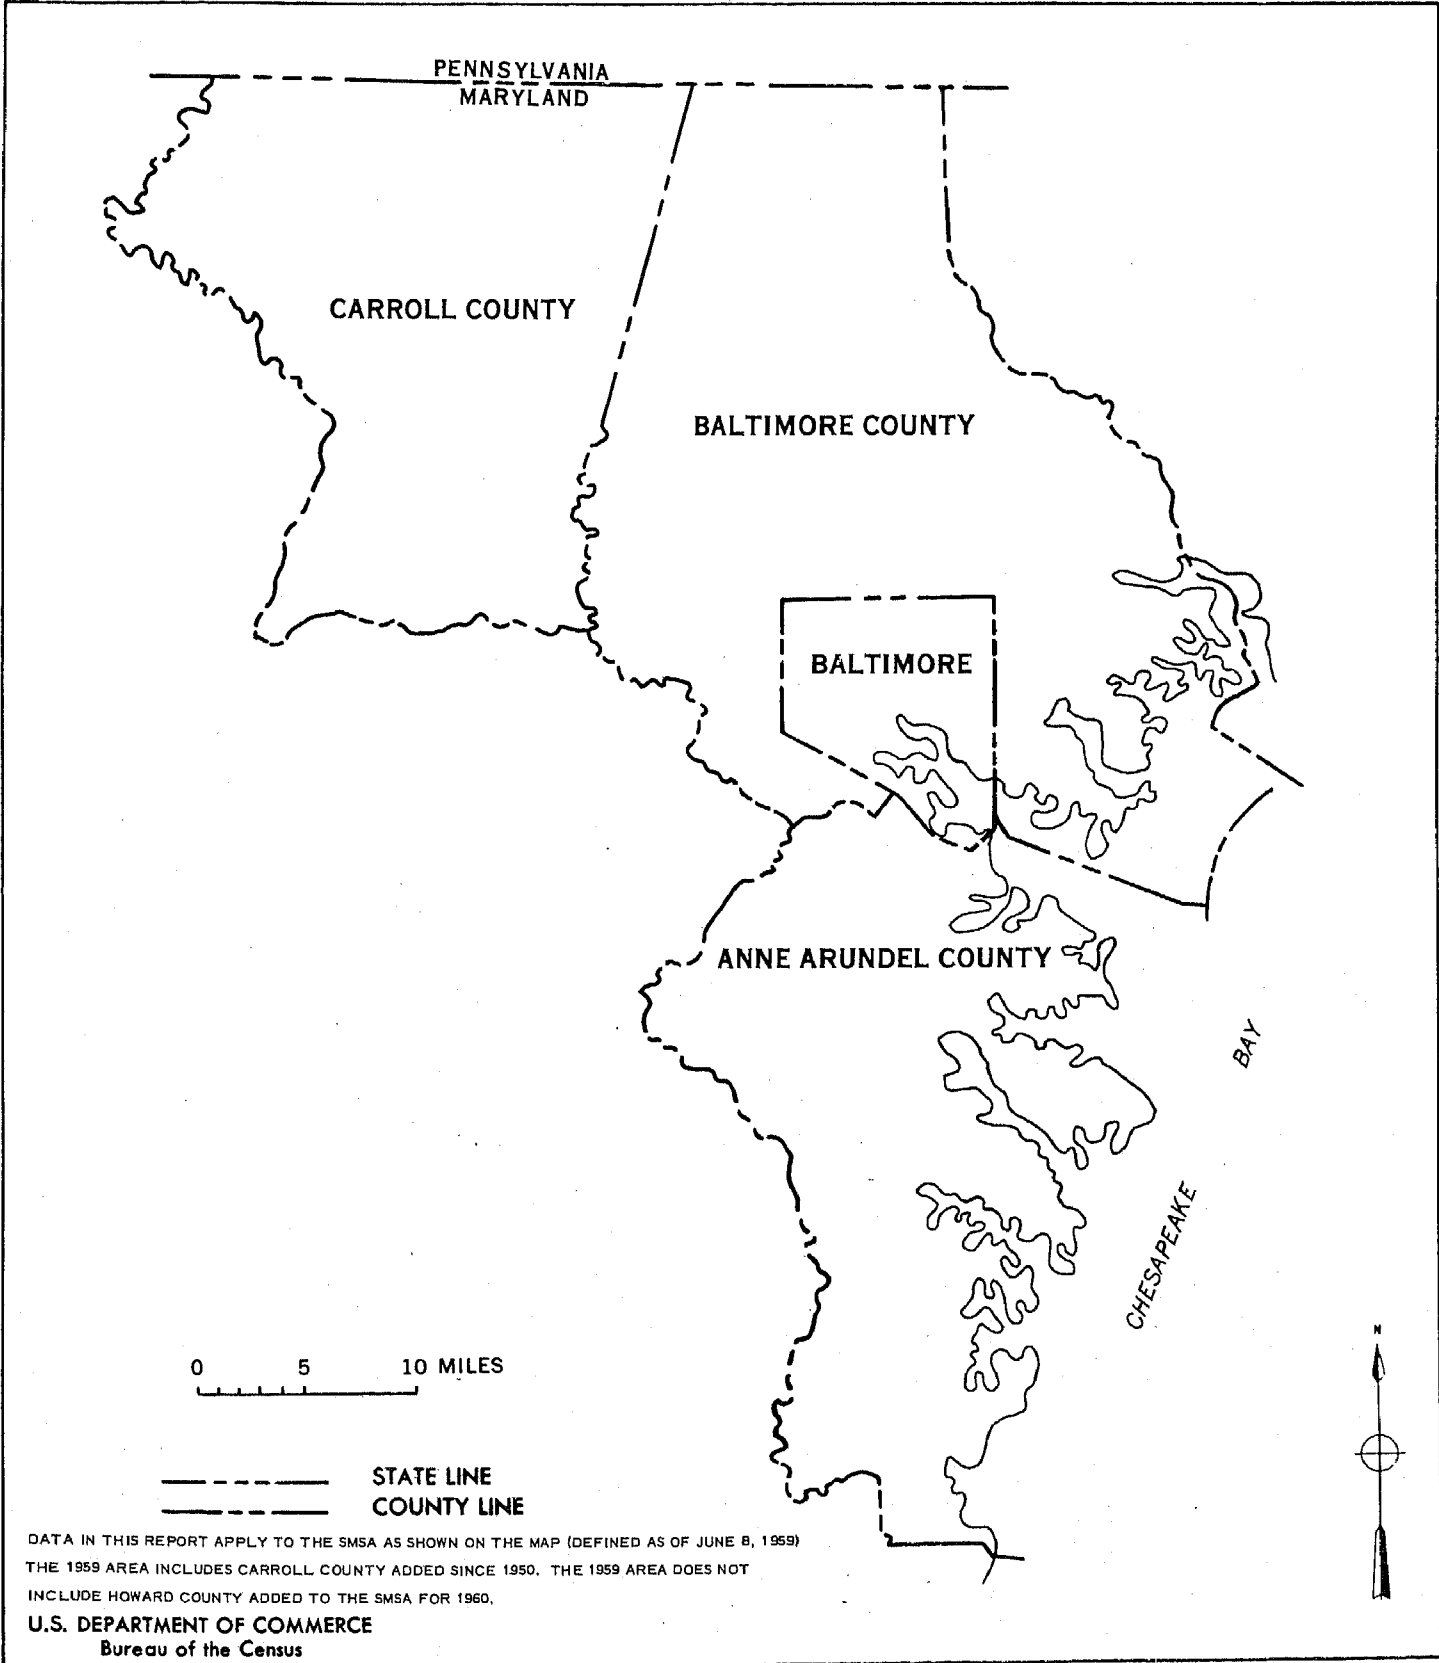 PENNSYLVANIA
MARYLAND
CARROLL COUNTY
BALTIMORE COUNTY
BALTIMORE
ANNE ARUNDEL COUNTY
BAY
CHESAPEAKE
N
0 5 10 MILES
STATE LINE
COUNTY LINE
DATA IN THIS REPORT APPLY TO THE SMSA AS SHOWN ON THE MAP (DEFINED AS OF JUNE 8, 1959)
THE 1959 AREA INCLUDES CARROLL COUNTY ADDED SINCE 1950. THE 1959 AREA DOES NOT
INCLUDE HOWARD COUNTY ADDED TO THE SMSA FOR 1960.
U.S. DEPARTMENT OF COMMERCE
Bureau of the Census